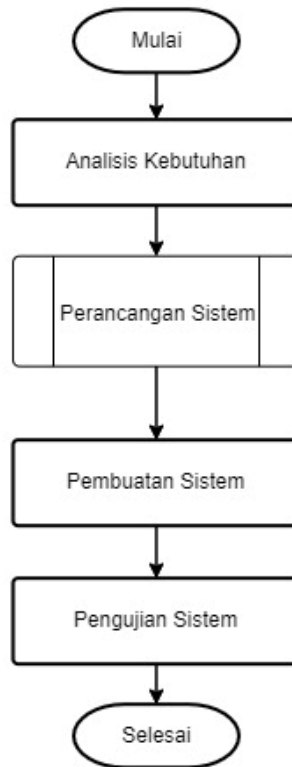 Mulai
Analisis Kebutuhan
Perancangan Sistem
Pembuatan Sistem
Pengujian Sistem
Selesai